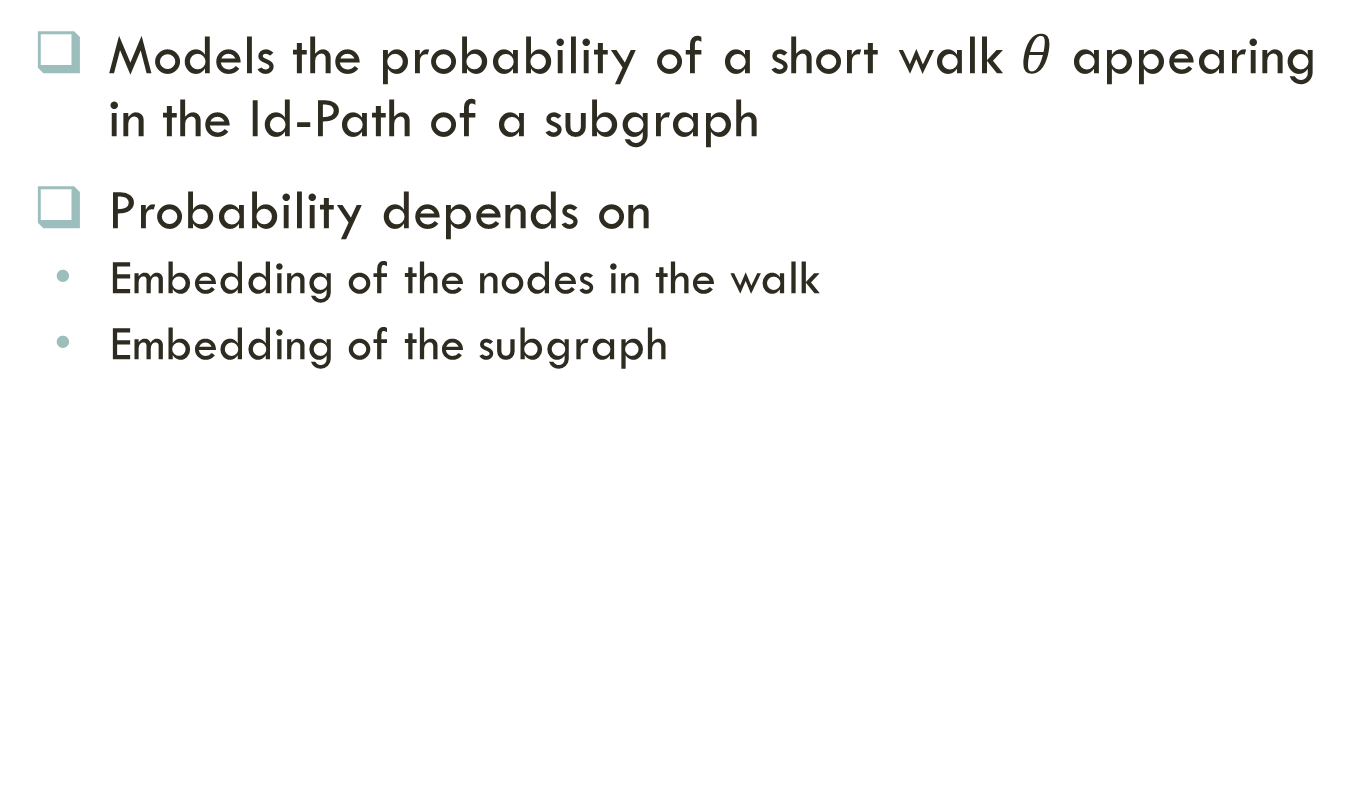 Models the probability of a short walk θ appearing
in the Id-Path of a subgraph
Probability depends on
Embedding of the nodes in the walk
Embedding of the subgraph